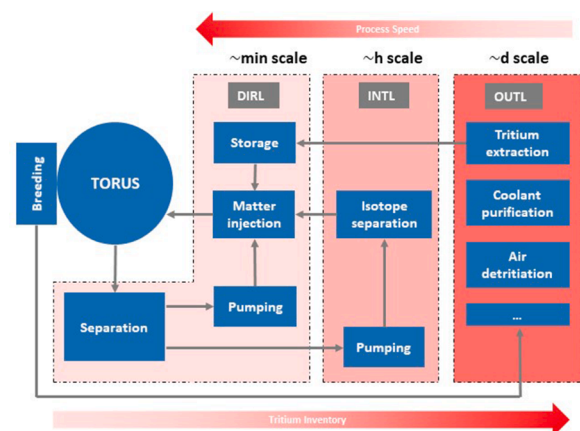 Process Speed
~min scale
~h scale
~d scale
DIRL
INTL
OUTL
Storage
Tritium
extraction
Breeding
TORUS
Matter
injection
Isotope
separation
Coolant
purification
Air
detritiation
Separation
Pumping
...
Pumping
Tritium Inventory